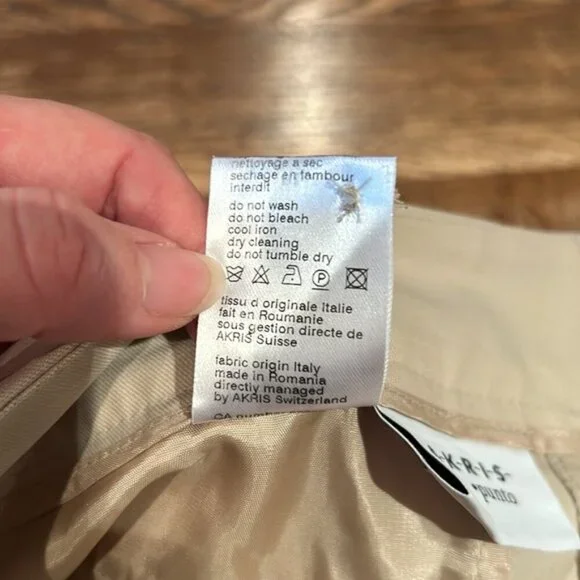 nettoyage a sec
sechage en tambour
interdit
do not wash
do not bleach
cool iron
dry cleaning
do not tumble dry
P
tissu d originale Italie
fait en Roumanie
sous gestion directe de
AKRIS Suisse
fabric origin Italy
made in Romania
directly managed
by AKRIS Switzerland
CA number
-K-R-I-S-
punto